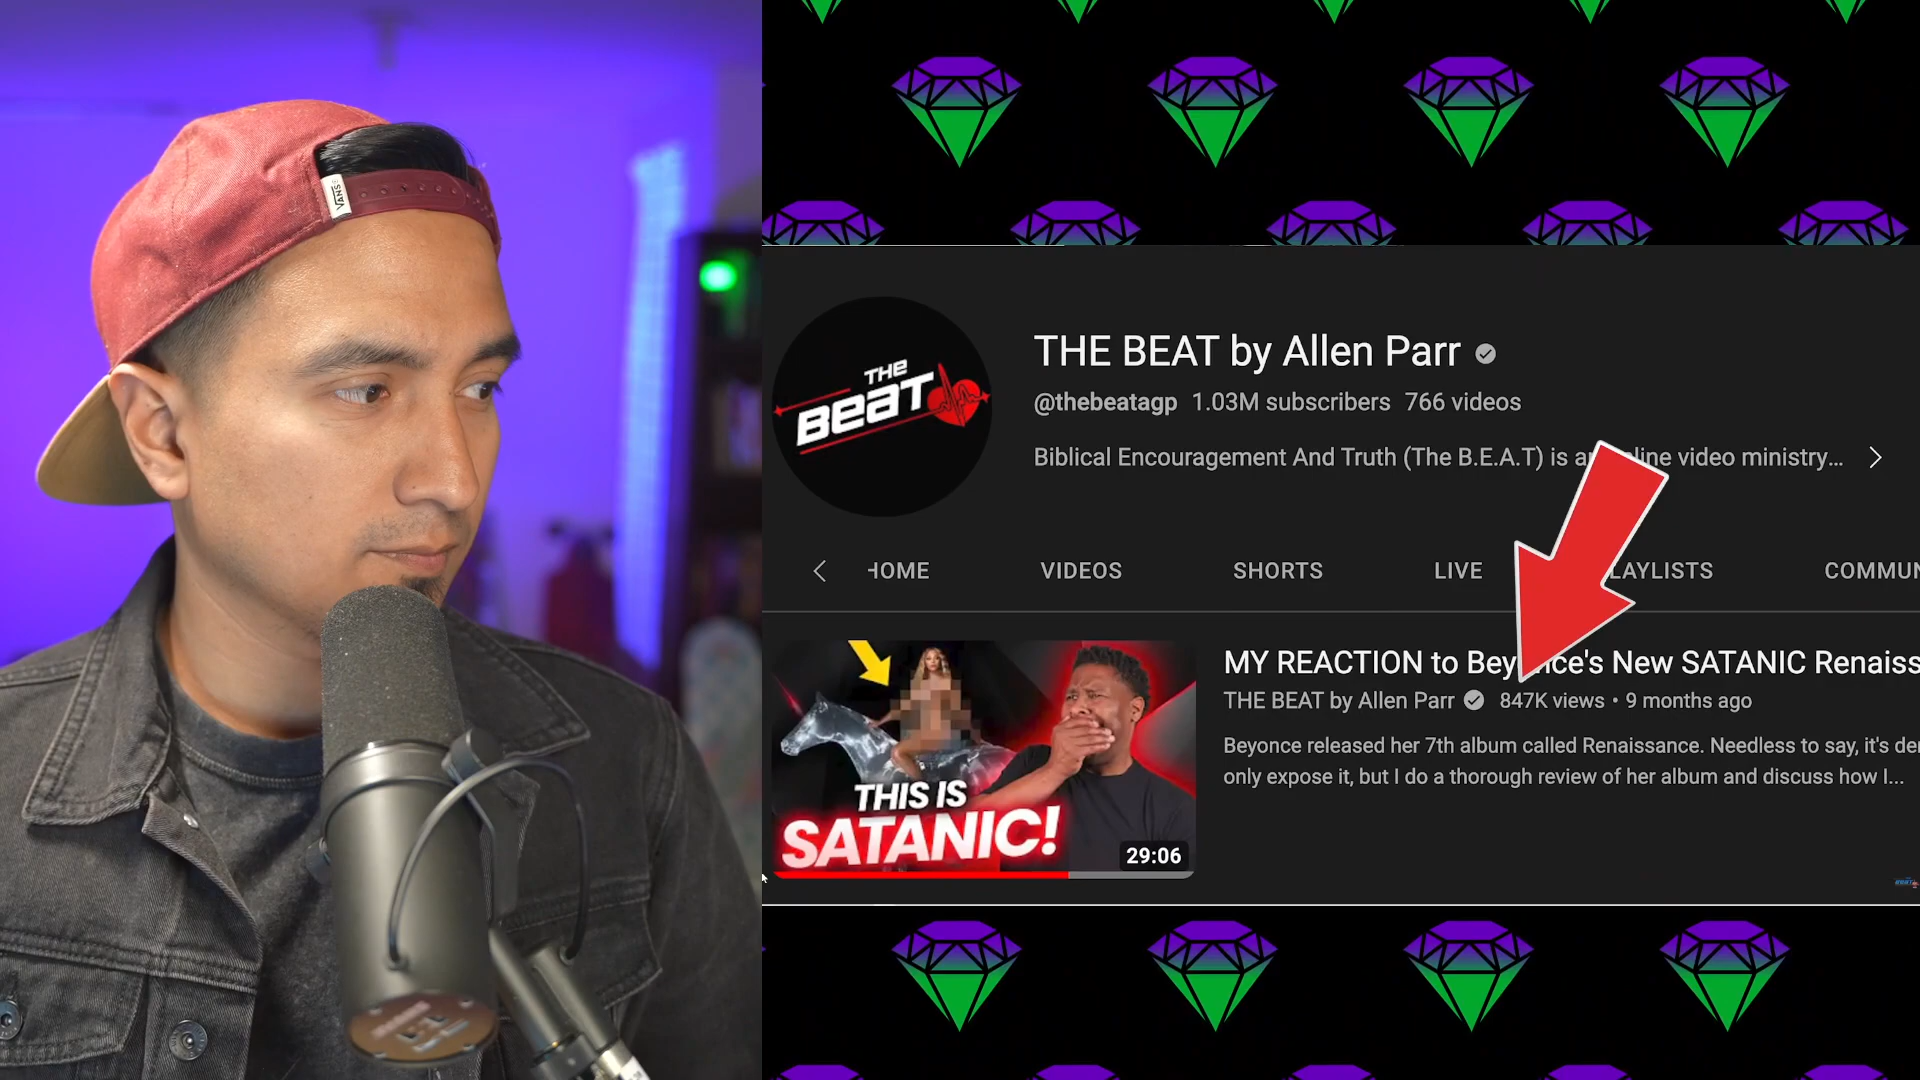 VANS
THE BEAT by Allen Parr
@thebeatagp 1.03M subscribers 766 videos
Biblical Encouragement And Truth (The B.E.A.T) is a line video ministry...
THE
BEAT
HOME VIDEOS SHORTS LIVE LAYLISTS COMMUN
MY REACTION to Bey ce's New SATANIC Renaiss
THE BEAT by Allen Parr 847K views • 9 months ago
Beyonce released her 7th album called Renaissance. Needless to say, it's de
only expose it, but I do a thorough review of her album and discuss how I...
THIS IS
SATANIC!
29:06